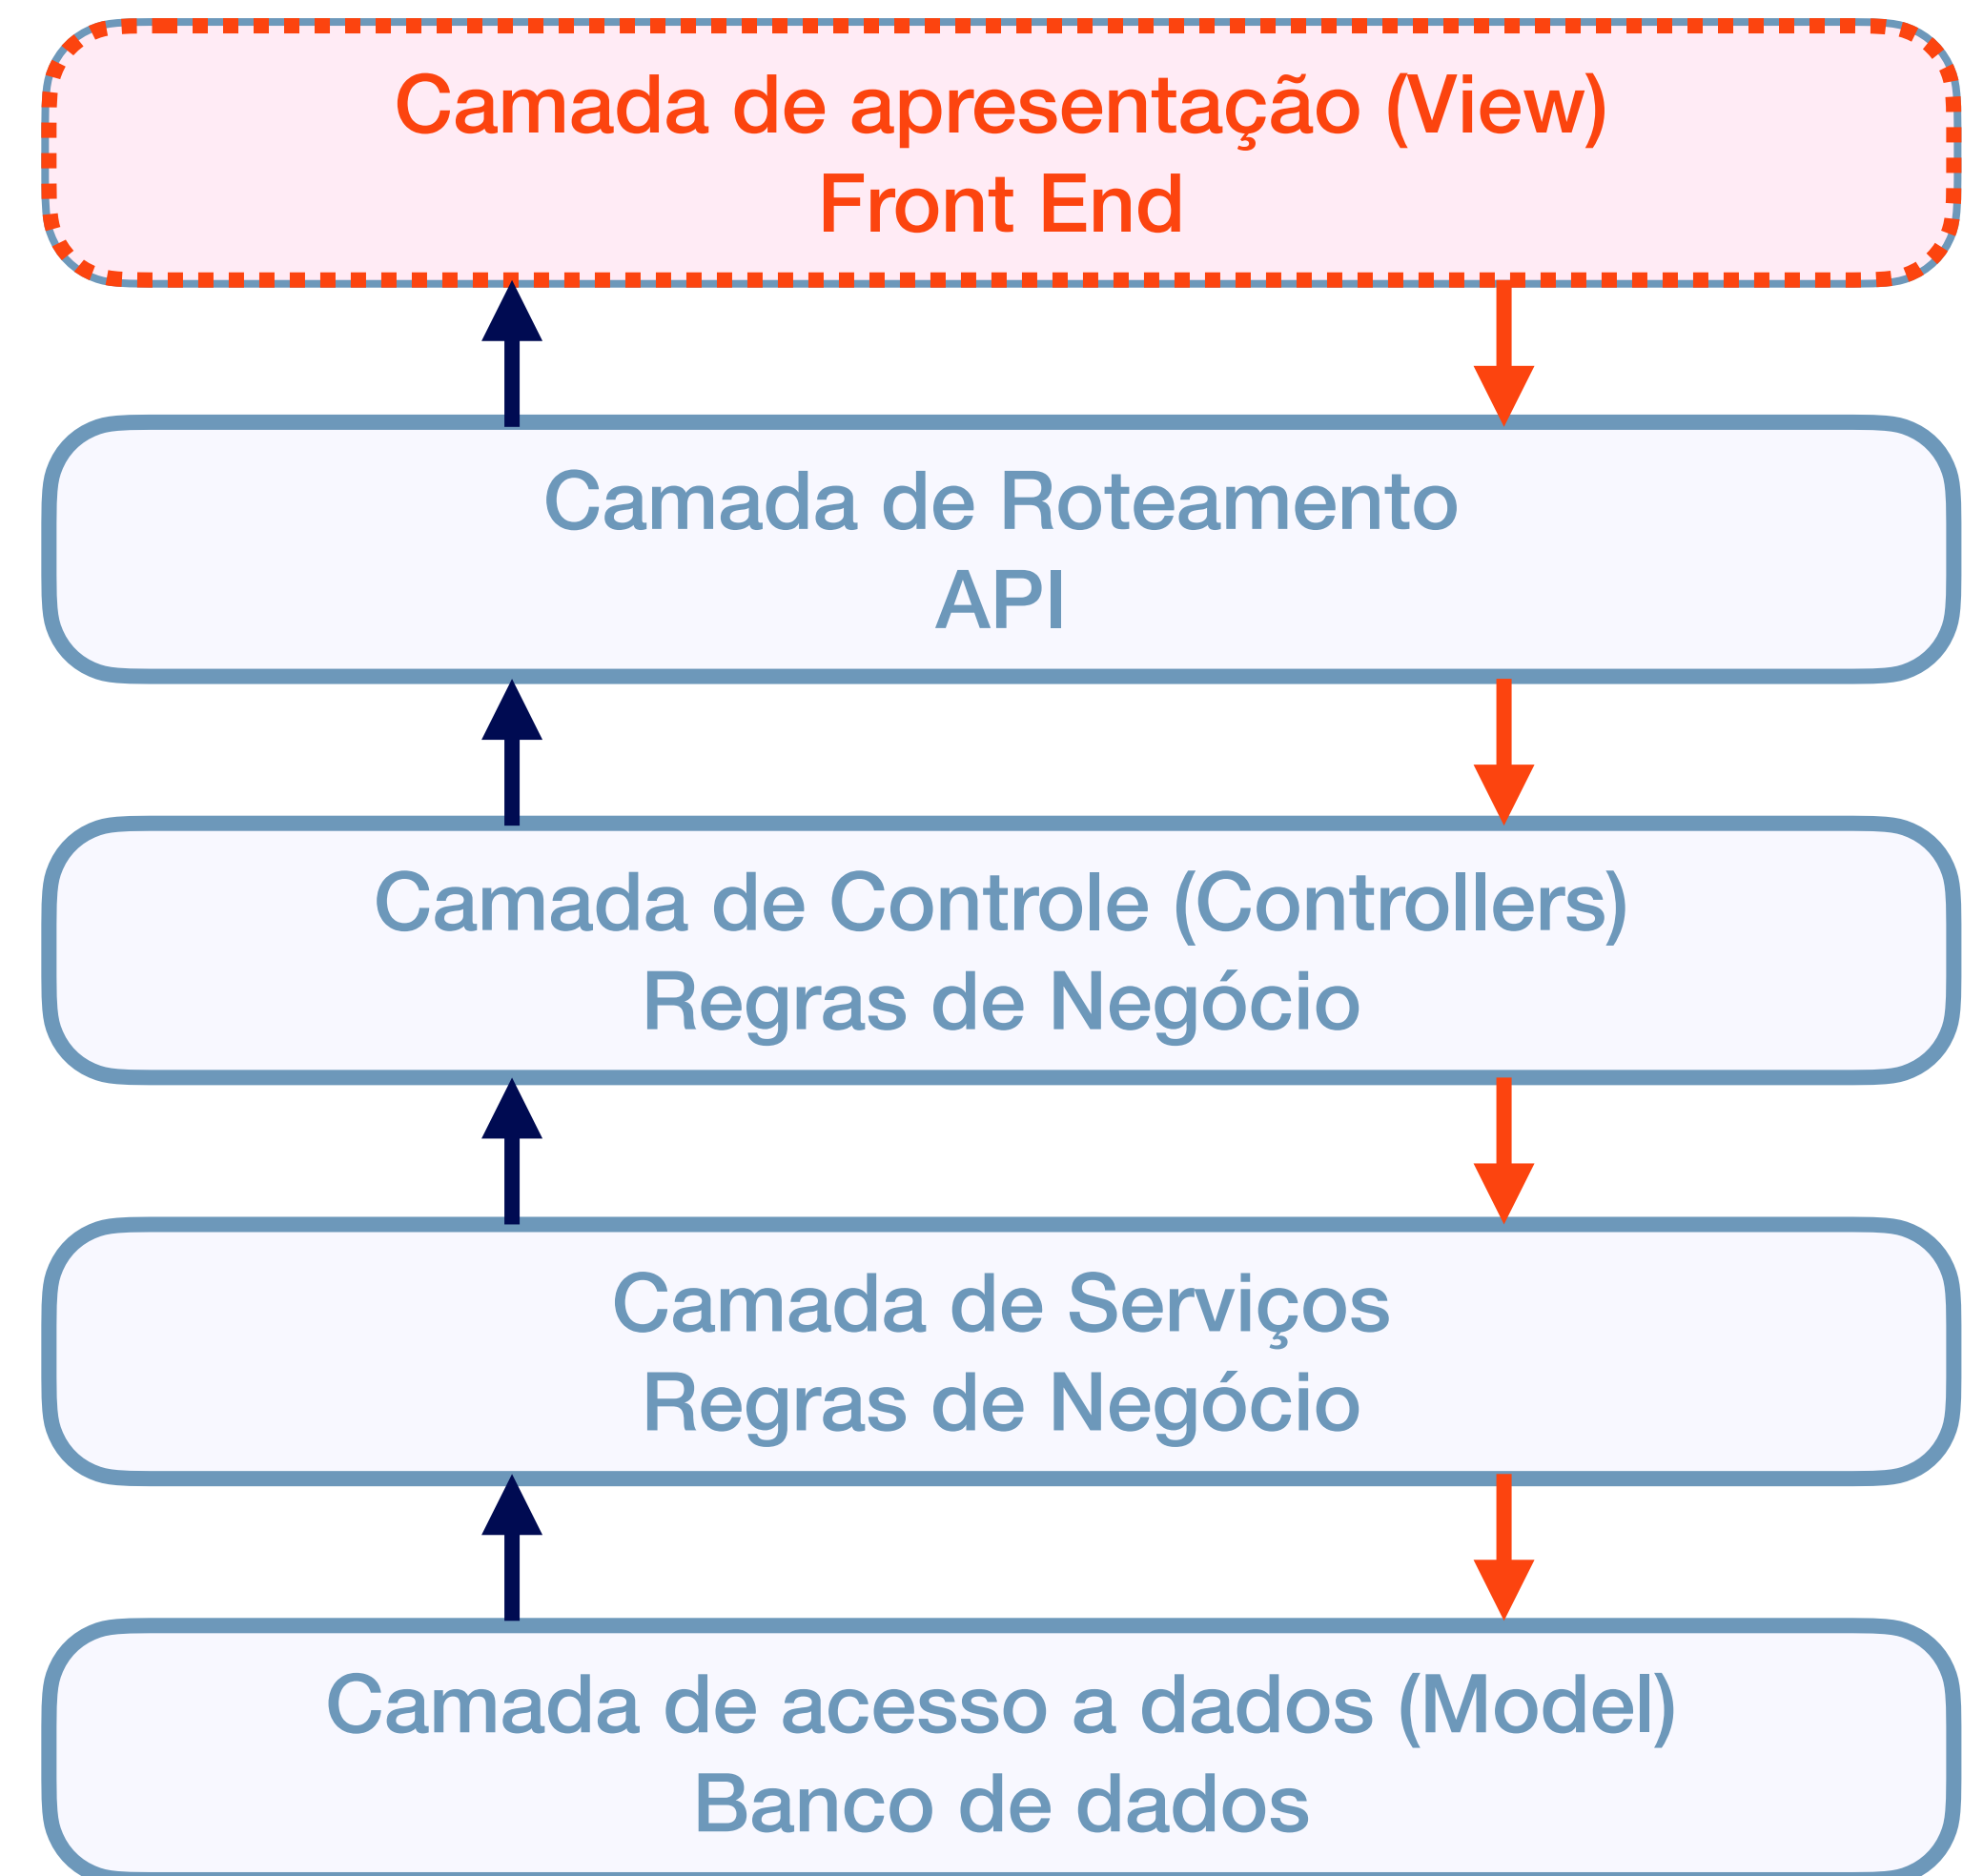 Camada de apresentação (View)
Front End
Camada de Roteamento
API
Camada de Controle (Controllers)
Regras de Negócio
Camada de Serviços
Regras de Negócio
Camada de acesso a dados (Model)
Banco de dados